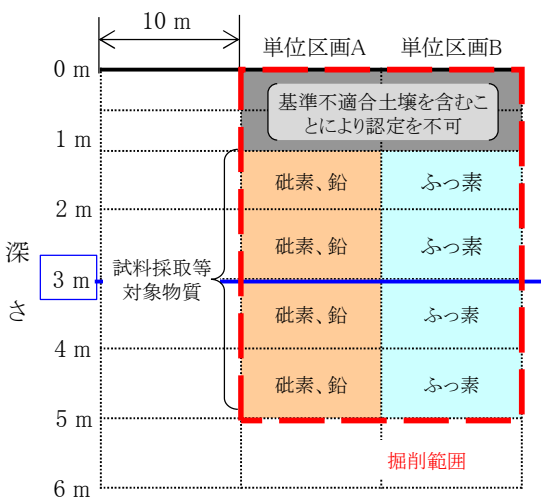 10 m
単位区画A 単位区画B
0 m
基準不適合土壌を含むこ
とにより認定を不可
1 m
砒素、鉛 ふっ素
2 m
砒素、鉛 ふっ素
深さ
試料採取等
対象物質
3 m
砒素、鉛 ふっ素
4 m
砒素、鉛 ふっ素
5 m
掘削範囲
6 m